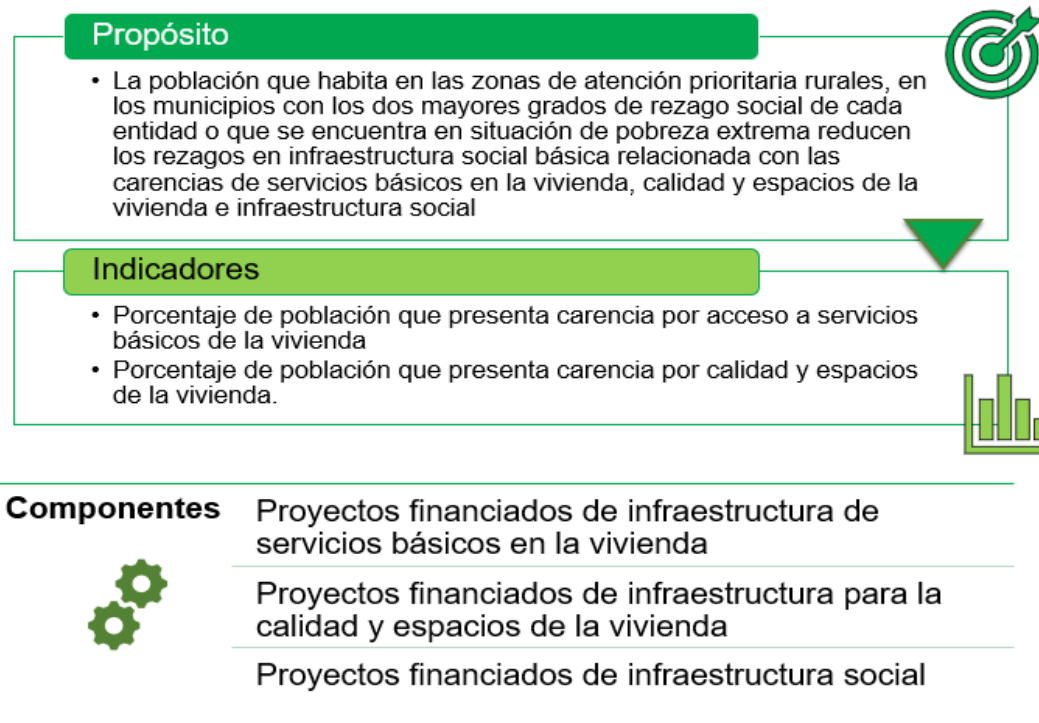 Propósito
• La población que habita en las zonas de atención prioritaria rurales, en
los municipios con los dos mayores grados de rezago social de cada
entidad o que se encuentra en situación de pobreza extrema reducen
los rezagos en infraestructura social básica relacionada con las
carencias de servicios básicos en la vivienda, calidad y espacios de la
vivienda e infraestructura social
Indicadores
• Porcentaje de población que presenta carencia por acceso a servicios
básicos de la vivienda
• Porcentaje de población que presenta carencia por calidad y espacios
de la vivienda.
Componentes
Proyectos financiados de infraestructura de
servicios básicos en la vivienda
Proyectos financiados de infraestructura para la
calidad y espacios de la vivienda
Proyectos financiados de infraestructura social